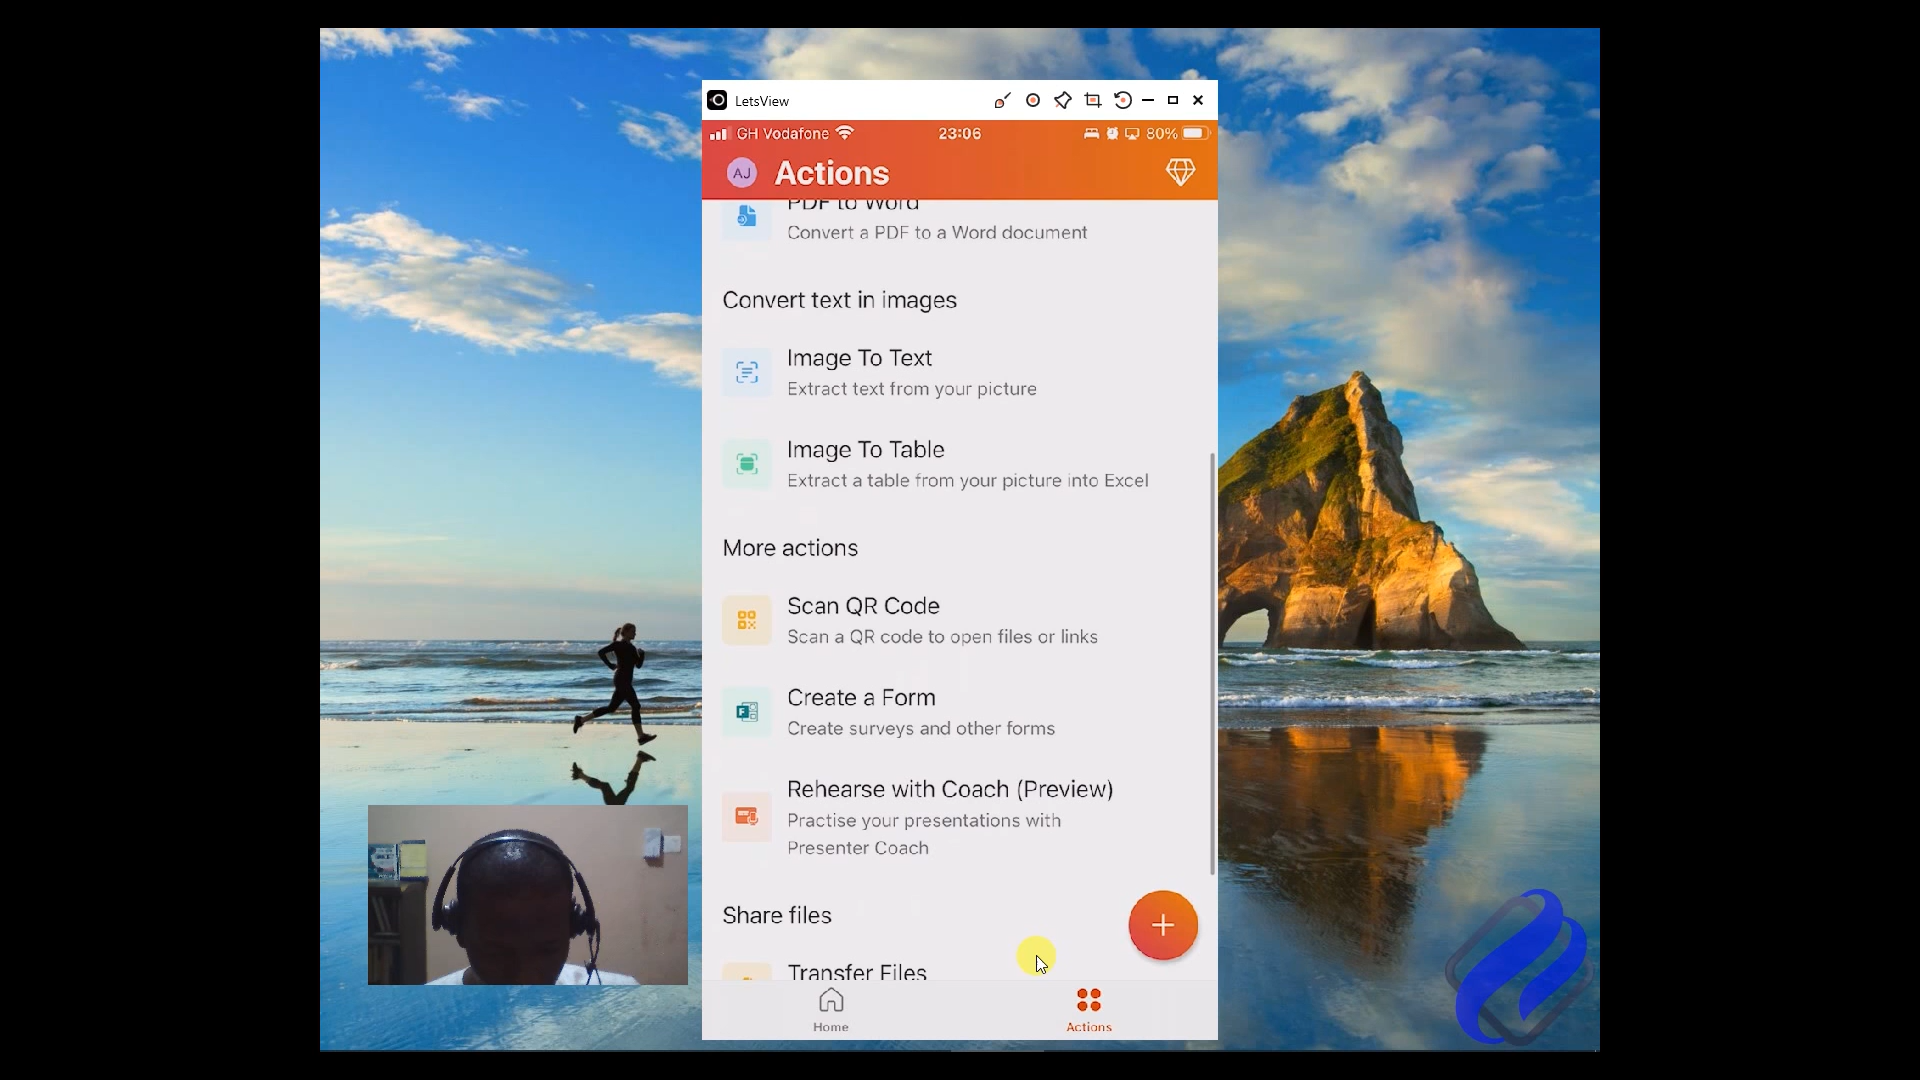 LetsView
GH Vodafone 23:06 80%
AJ Actions
PDF to Word
Convert a PDF to a Word document
Convert text in images
Image To Text
Extract text from your picture
Image To Table
Extract a table from your picture into Excel
More actions
Scan QR Code
Scan a QR code to open files or links
Create a Form
Create surveys and other forms
Rehearse with Coach (Preview)
Practise your presentations with
Presenter Coach
Share files
Transfer Files
Home
Actions